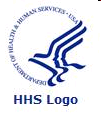 DEPARTMENT OF HEALTH & HUMAN SERVICES • USA
HHS Logo